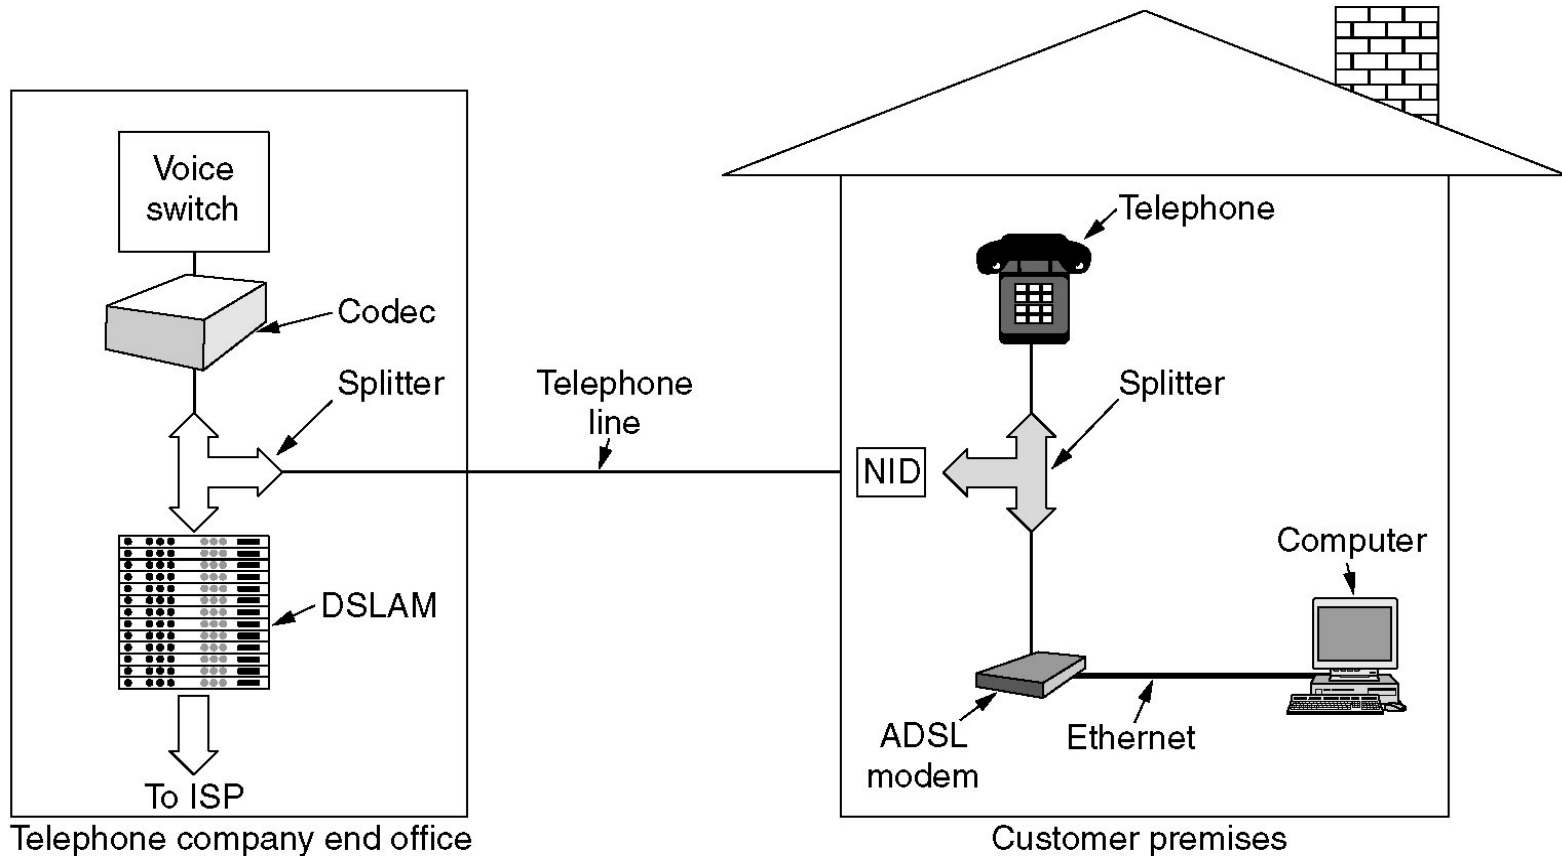 Voice
switch
Codec
Splitter
DSLAM
To ISP
Telephone company end office
Telephone
line
Telephone
Splitter
NID
Computer
ADSL
modem
Ethernet
Customer premises